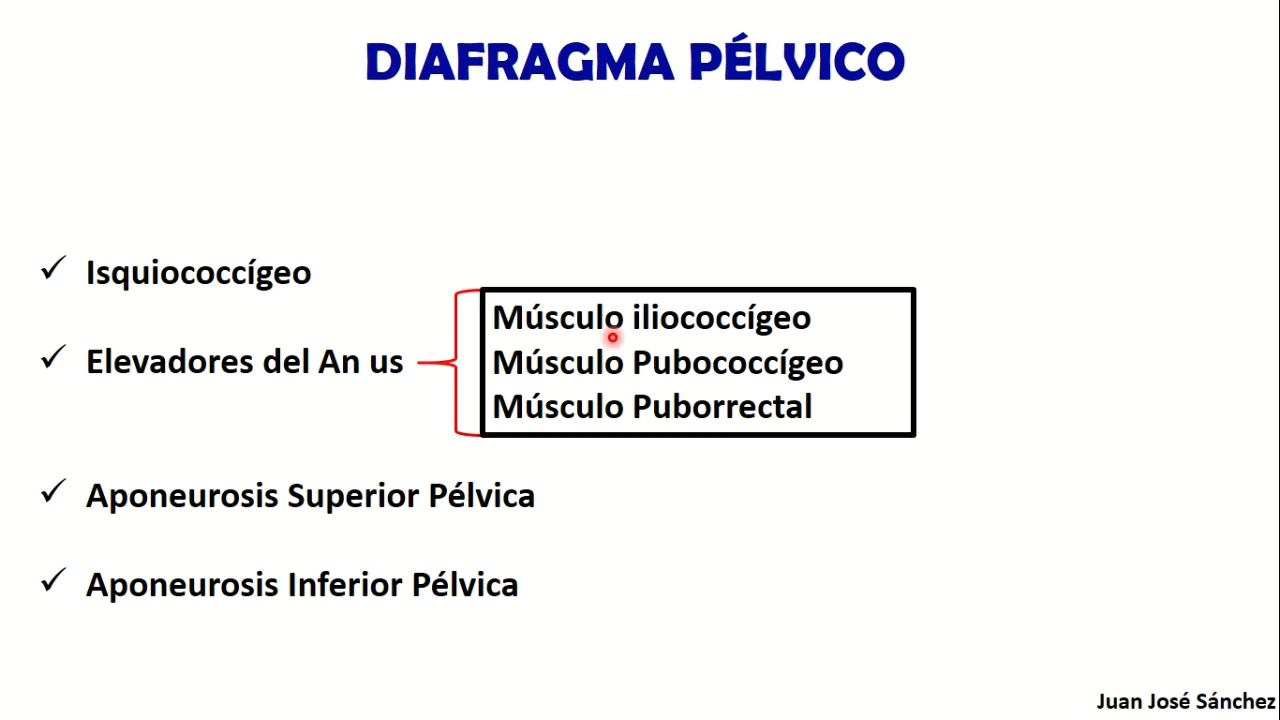 DIAFRAGMA PÉLVICO
Isquiococcígeo
Elevadores del An us
Músculo iliococcígeo
Músculo Pubococcígeo
Músculo Puborrectal
Aponeurosis Superior Pélvica
Aponeurosis Inferior Pélvica
Juan José Sánchez